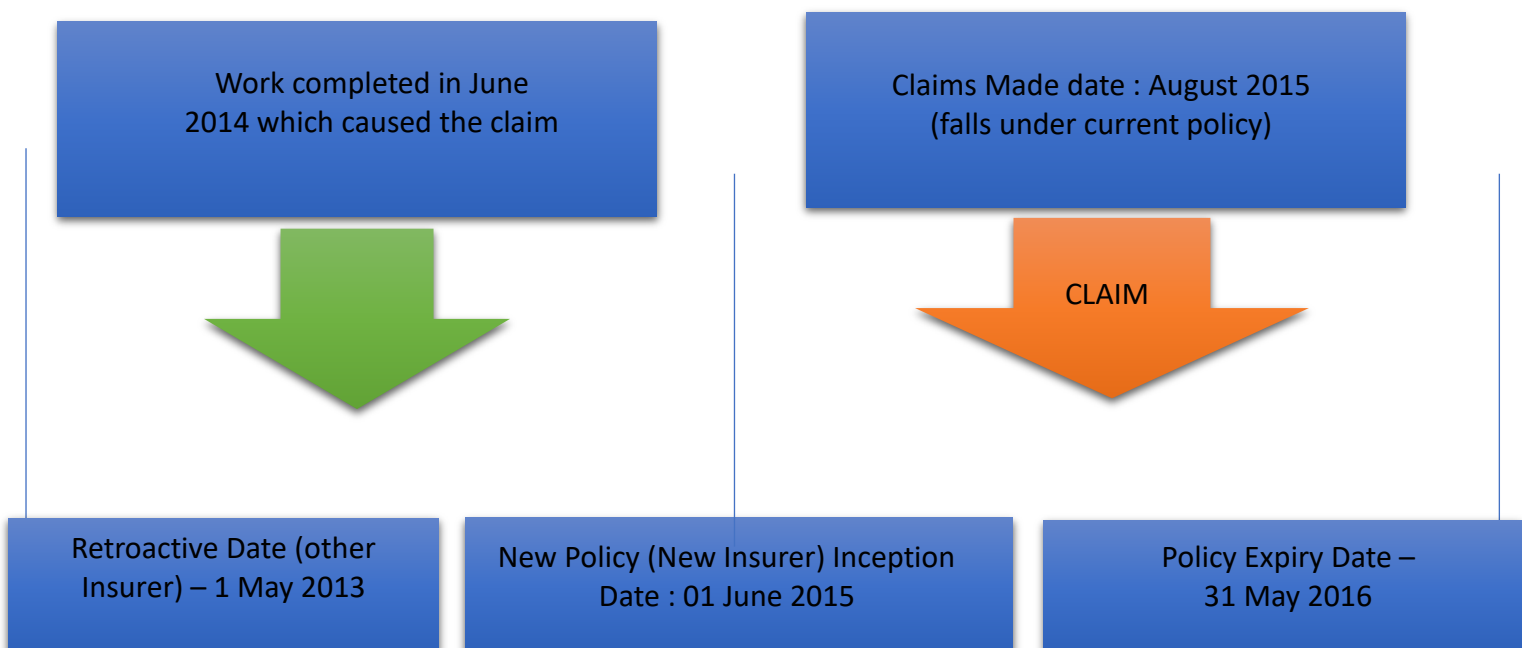 Work completed in June
2014 which caused the claim
Claims Made date : August 2015
(falls under current policy)
CLAIM
Retroactive Date (other
Insurer) – 1 May 2013
New Policy (New Insurer) Inception
Date : 01 June 2015
Policy Expiry Date –
31 May 2016